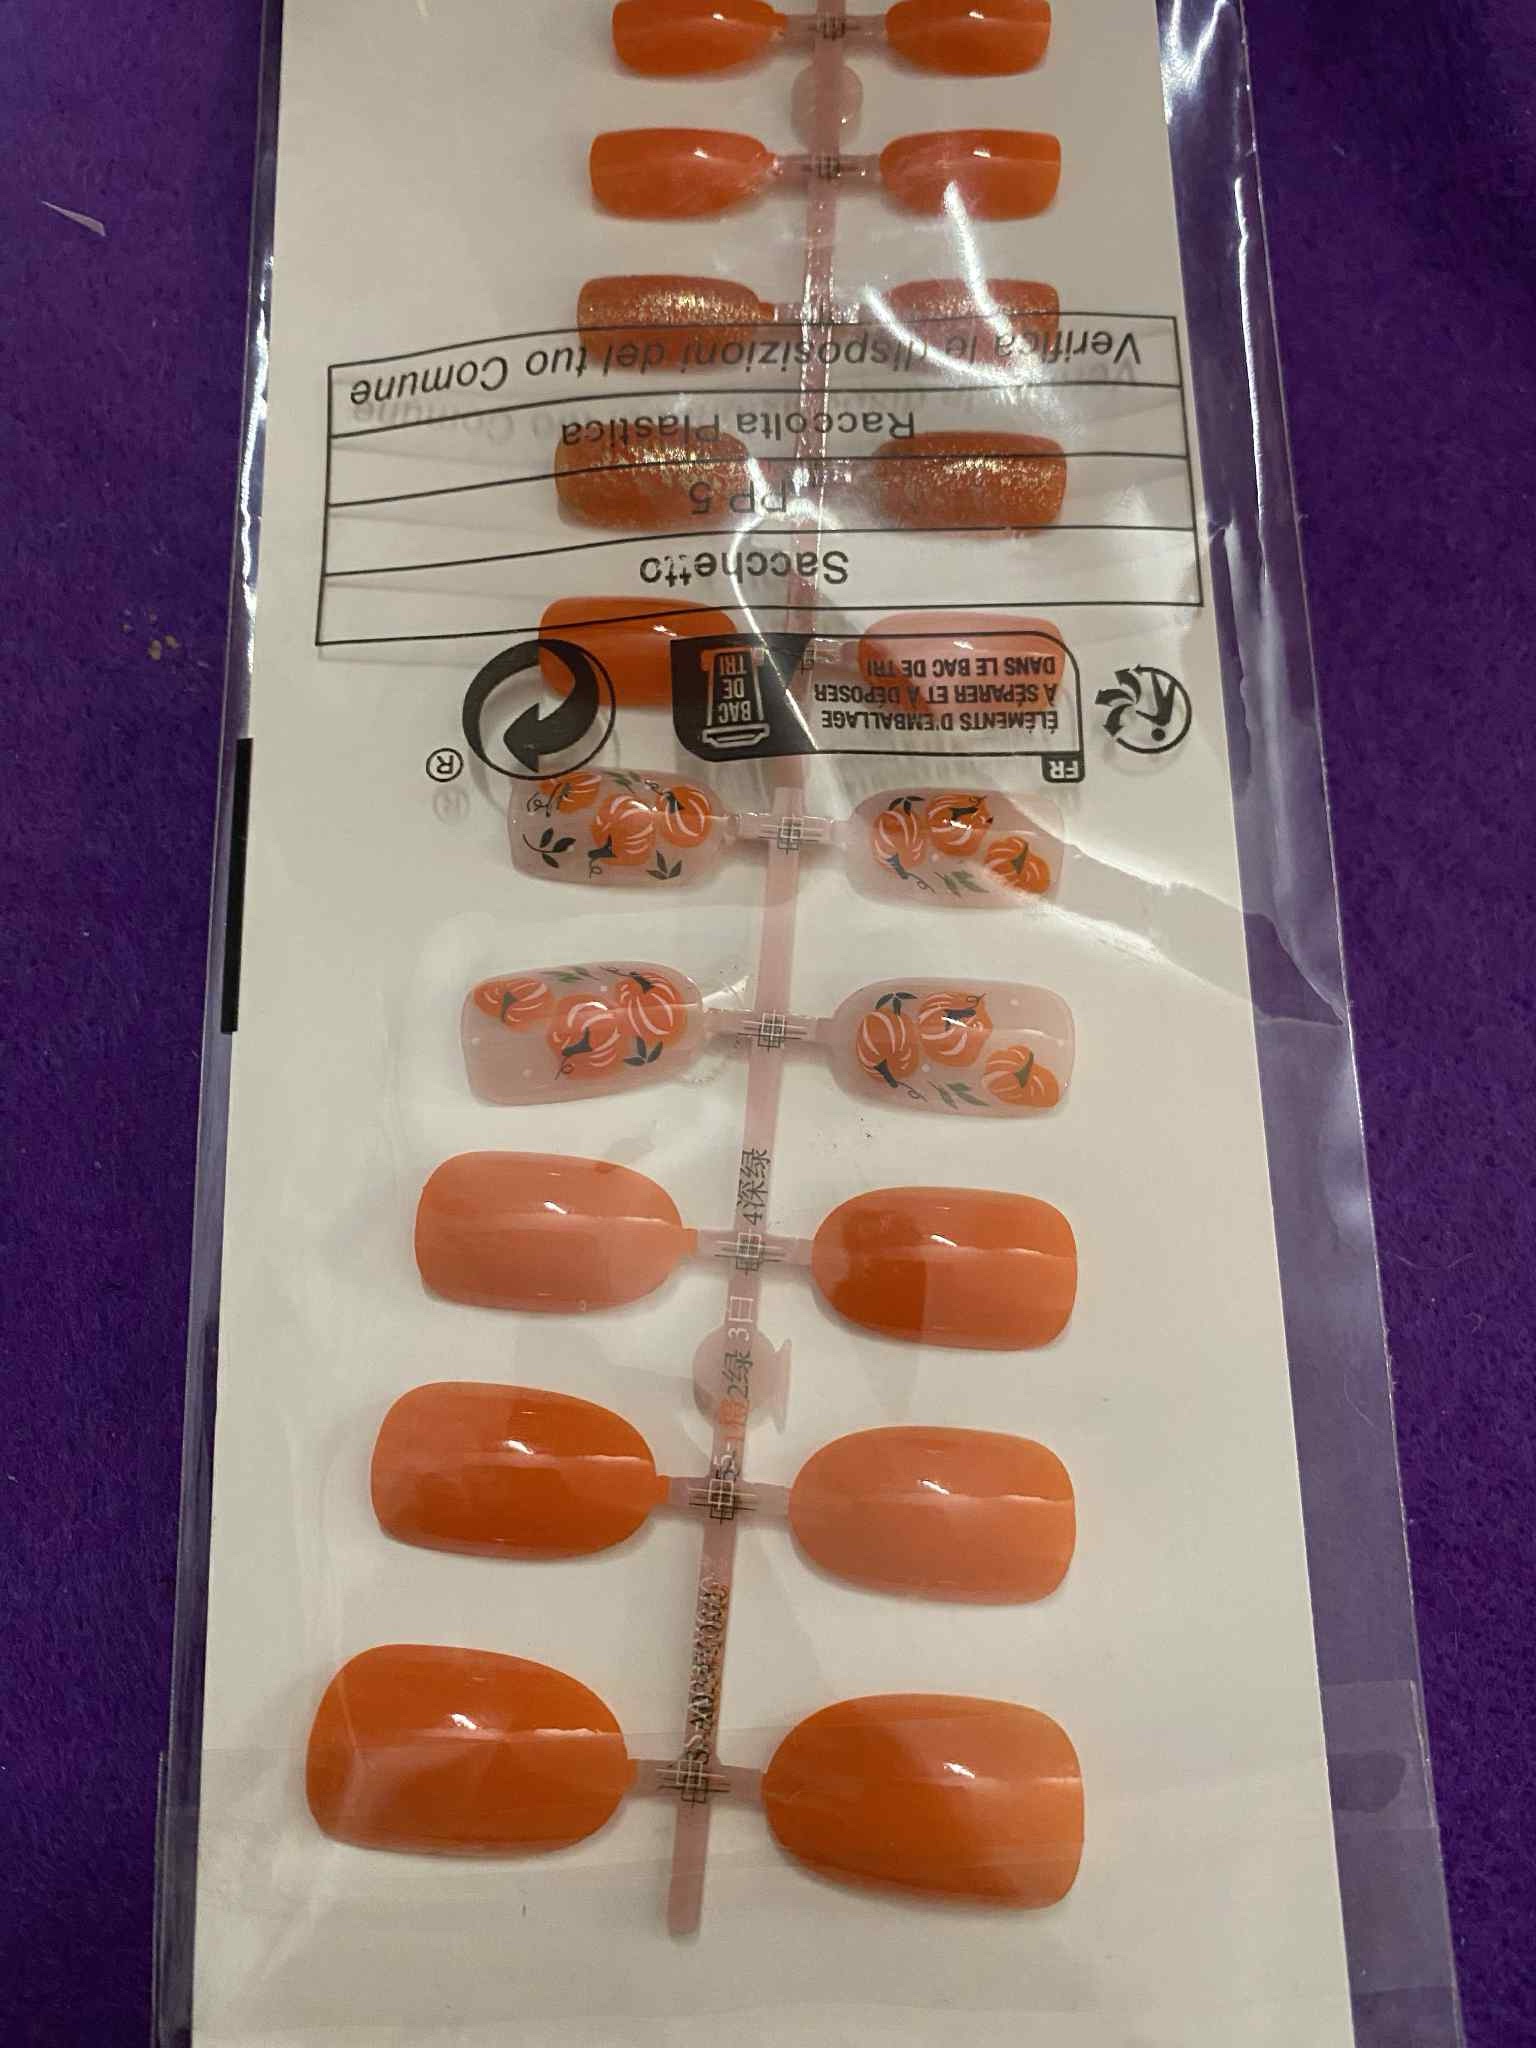 FR
ÉLÉMENTS D'EMBALLAGE
À SÉPARER ET À DÉPOSER
DANS LE BAC DE TRI
BAC
DE
TRI
®
Sacchetto
PP 5
Raccolta Plastica
Verifica le disposizioni del tuo Comune
2绿 3白 4深绿